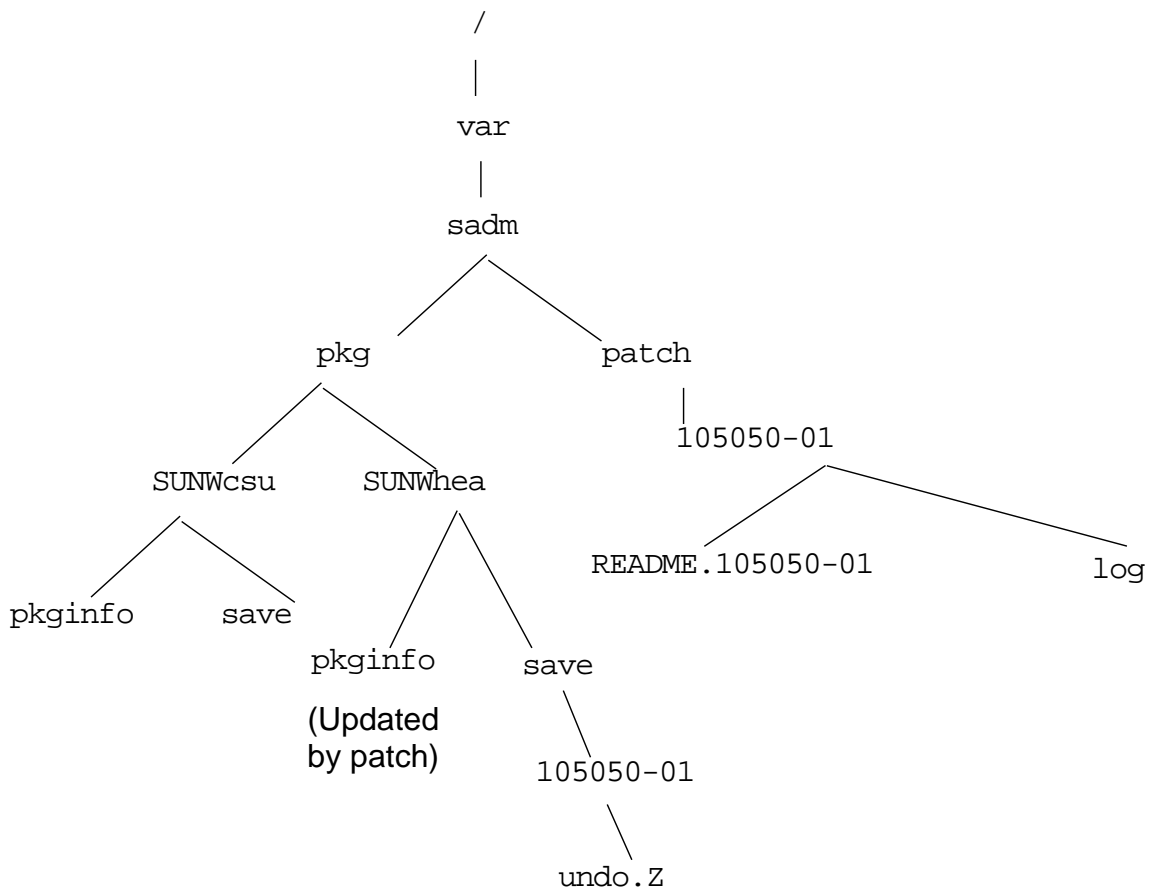 /
var
sadm
pkg
patch
105050-01
SUNWcsu
SUNWhea
README.105050-01
log
pkginfo
save
pkginfo
save
(Updated
by patch)
105050-01
undo.Z